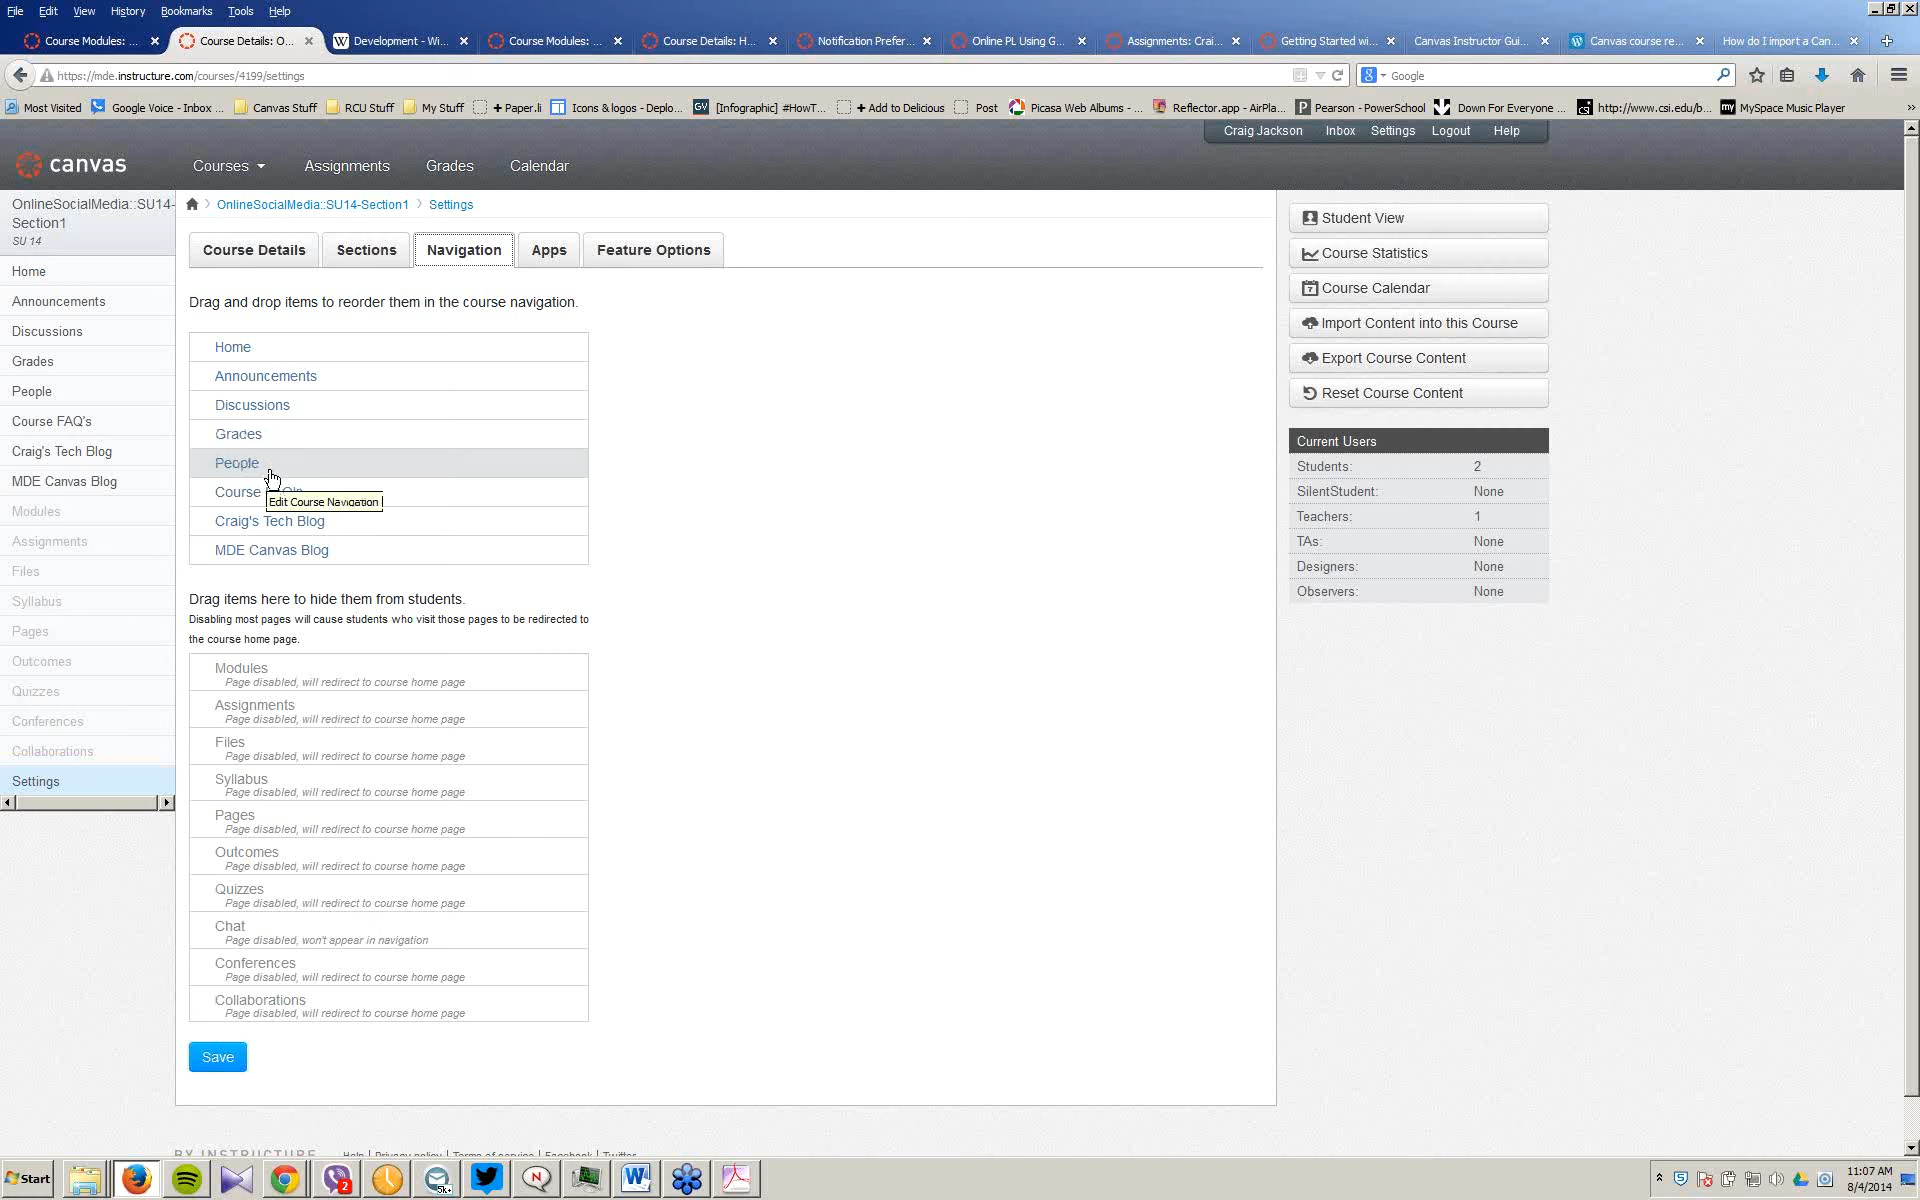 File Edit View History Bookmarks Tools Help
Course Modules: ... Course Details: O... Development - Wi... Course Modules: ... Course Details: H... Notification Prefer... Online PL Using G... Assignments: Crai... Getting Started wi... Canvas Instructor Gui... Canvas course re... How do I import a Can...
https://mde.instructure.com/courses/4199/settings Google
Most Visited Google Voice - Inbox ... Canvas Stuff RCU Stuff My Stuff + Paper.li Icons & logos - Deplo... GV [Infographic] #HowT... + Add to Delicious Post Picasa Web Albums - ... Reflector.app - AirPla... Pearson - PowerSchool Down For Everyone ... csi http://www.csi.edu/b... my MySpace Music Player
Craig Jackson Inbox Settings Logout Help
canvas Courses Assignments Grades Calendar
OnlineSocialMedia::SU14-
Section1
SU 14
Home
Announcements
Discussions
Grades
People
Course FAQ's
Craig's Tech Blog
MDE Canvas Blog
Modules
Assignments
Files
Syllabus
Pages
Outcomes
Quizzes
Conferences
Collaborations
Settings
OnlineSocialMedia::SU14-Section1 Settings
Course Details Sections Navigation Apps Feature Options
Drag and drop items to reorder them in the course navigation.
Home
Announcements
Discussions
Grades
People
Course
Edit Course Navigation
Craig's Tech Blog
MDE Canvas Blog
Drag items here to hide them from students.
Disabling most pages will cause students who visit those pages to be redirected to
the course home page.
Modules
Page disabled, will redirect to course home page
Assignments
Page disabled, will redirect to course home page
Files
Page disabled, will redirect to course home page
Syllabus
Page disabled, will redirect to course home page
Pages
Page disabled, will redirect to course home page
Outcomes
Page disabled, will redirect to course home page
Quizzes
Page disabled, will redirect to course home page
Chat
Page disabled, won't appear in navigation
Conferences
Page disabled, will redirect to course home page
Collaborations
Page disabled, will redirect to course home page
Save
Student View
Course Statistics
Course Calendar
Import Content into this Course
Export Course Content
Reset Course Content
Current Users
Students: 2
SilentStudent: None
Teachers: 1
TAs: None
Designers: None
Observers: None
BY INSTRUCTURE Help | Privacy policy | Terms of service | Facebook | Twitter
Start 2 5k+ N W 11:07 AM
8/4/2014